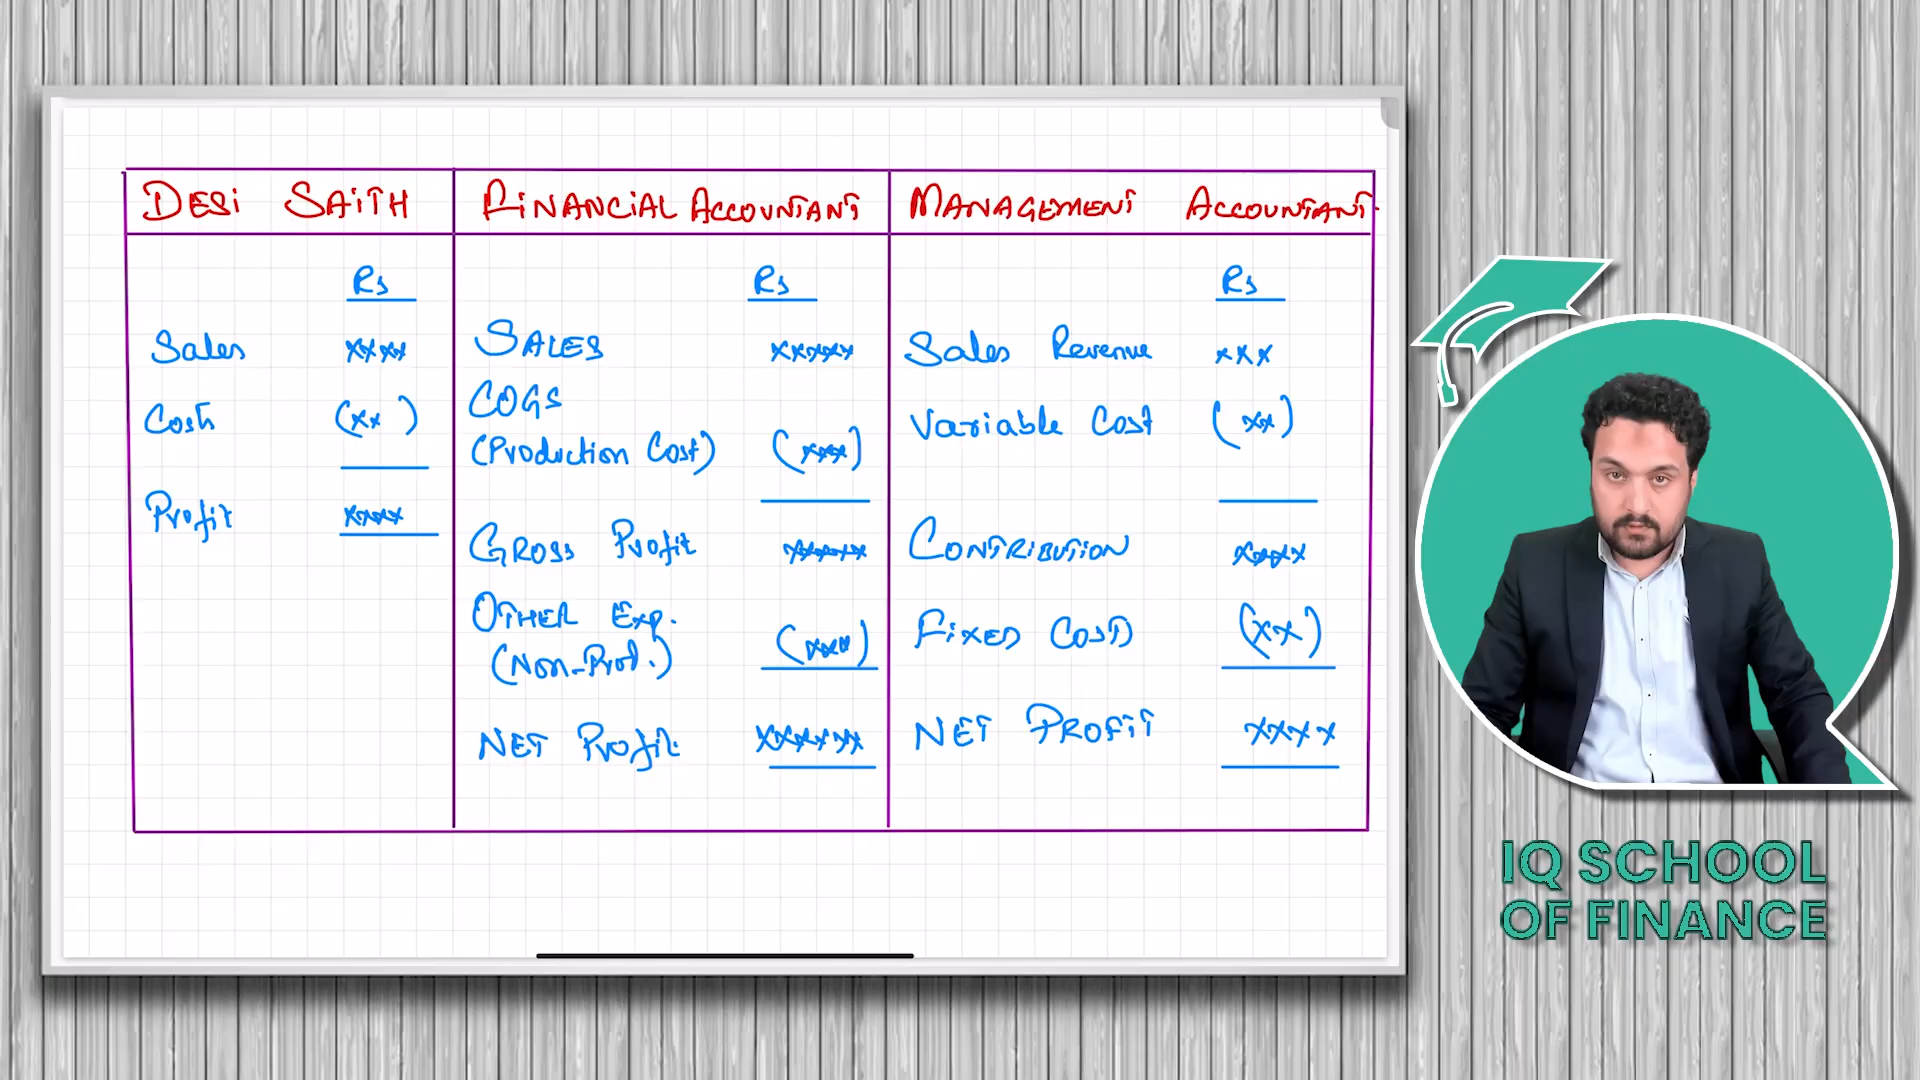 DESI SAITH
Rs
Sales xxxx
Cost (xx)
Profit xxxx
FINANCIAL ACCOUNTANT
Rs
SALES xxxxx
COGS
(Production Cost) (xxx)
GROSS Profit xxxxx
OTHER Exp.
(Non-Prod.) (xxx)
NET Profit xxxxxx
MANAGEMENT ACCOUNTANT
Rs
Sales Revenue xxx
Variable Cost (xx)
CONTRIBUTION xxxx
FIXED COST (xx)
NET PROFIT xxxx
IQ SCHOOL
OF FINANCE